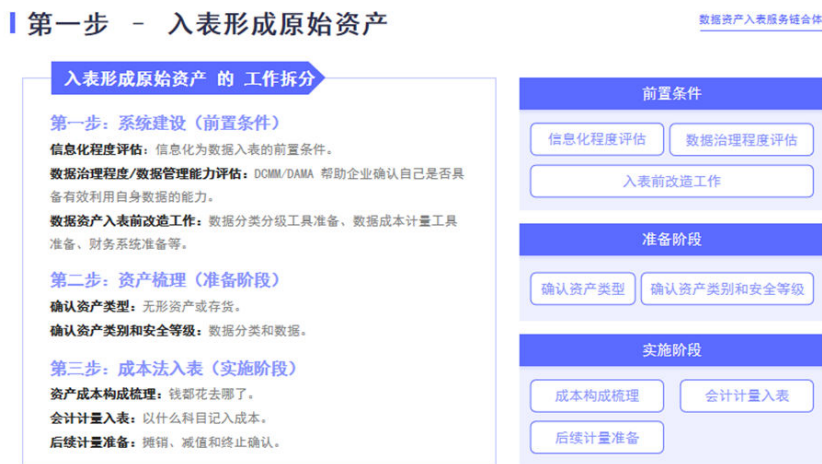 第一步 - 入表形成原始资产
数据资产入表服务链合体
入表形成原始资产 的 工作拆分
第一步：系统建设（前置条件）
信息化程度评估：信息化为数据入表的前置条件。
数据治理程度/数据管理能力评估：DCMM/DAMA 帮助企业确认自己是否具
备有效利用自身数据的能力。
数据资产入表前改造工作：数据分类分级工具准备、数据成本计量工具
准备、财务系统准备等。
第二步：资产梳理（准备阶段）
确认资产类型：无形资产或存货。
确认资产类别和安全等级：数据分类和数据。
第三步：成本法入表（实施阶段）
资产成本构成梳理：钱都花去哪了。
会计计量入表：以什么科目记入成本。
后续计量准备：摊销、减值和终止确认。
前置条件
信息化程度评估
数据治理程度评估
入表前改造工作
准备阶段
确认资产类型
确认资产类别和安全等级
实施阶段
成本构成梳理
会计计量入表
后续计量准备